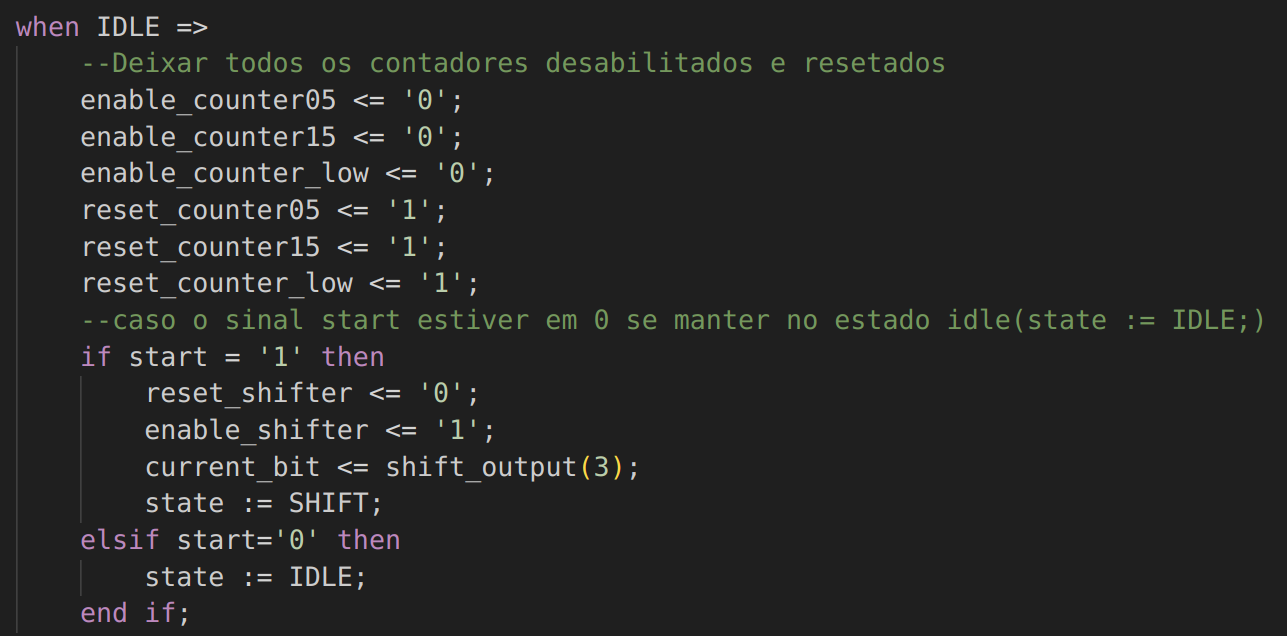 when IDLE =>
--Deixar todos os contadores desabilitados e resetados
enable_counter05 <= '0';
enable_counter15 <= '0';
enable_counter_low <= '0';
reset_counter05 <= '1';
reset_counter15 <= '1';
reset_counter_low <= '1';
--caso o sinal start estiver em 0 se manter no estado idle(state := IDLE;)
if start = '1' then
reset_shifter <= '0';
enable_shifter <= '1';
current_bit <= shift_output(3);
state := SHIFT;
elsif start='0' then
state := IDLE;
end if;